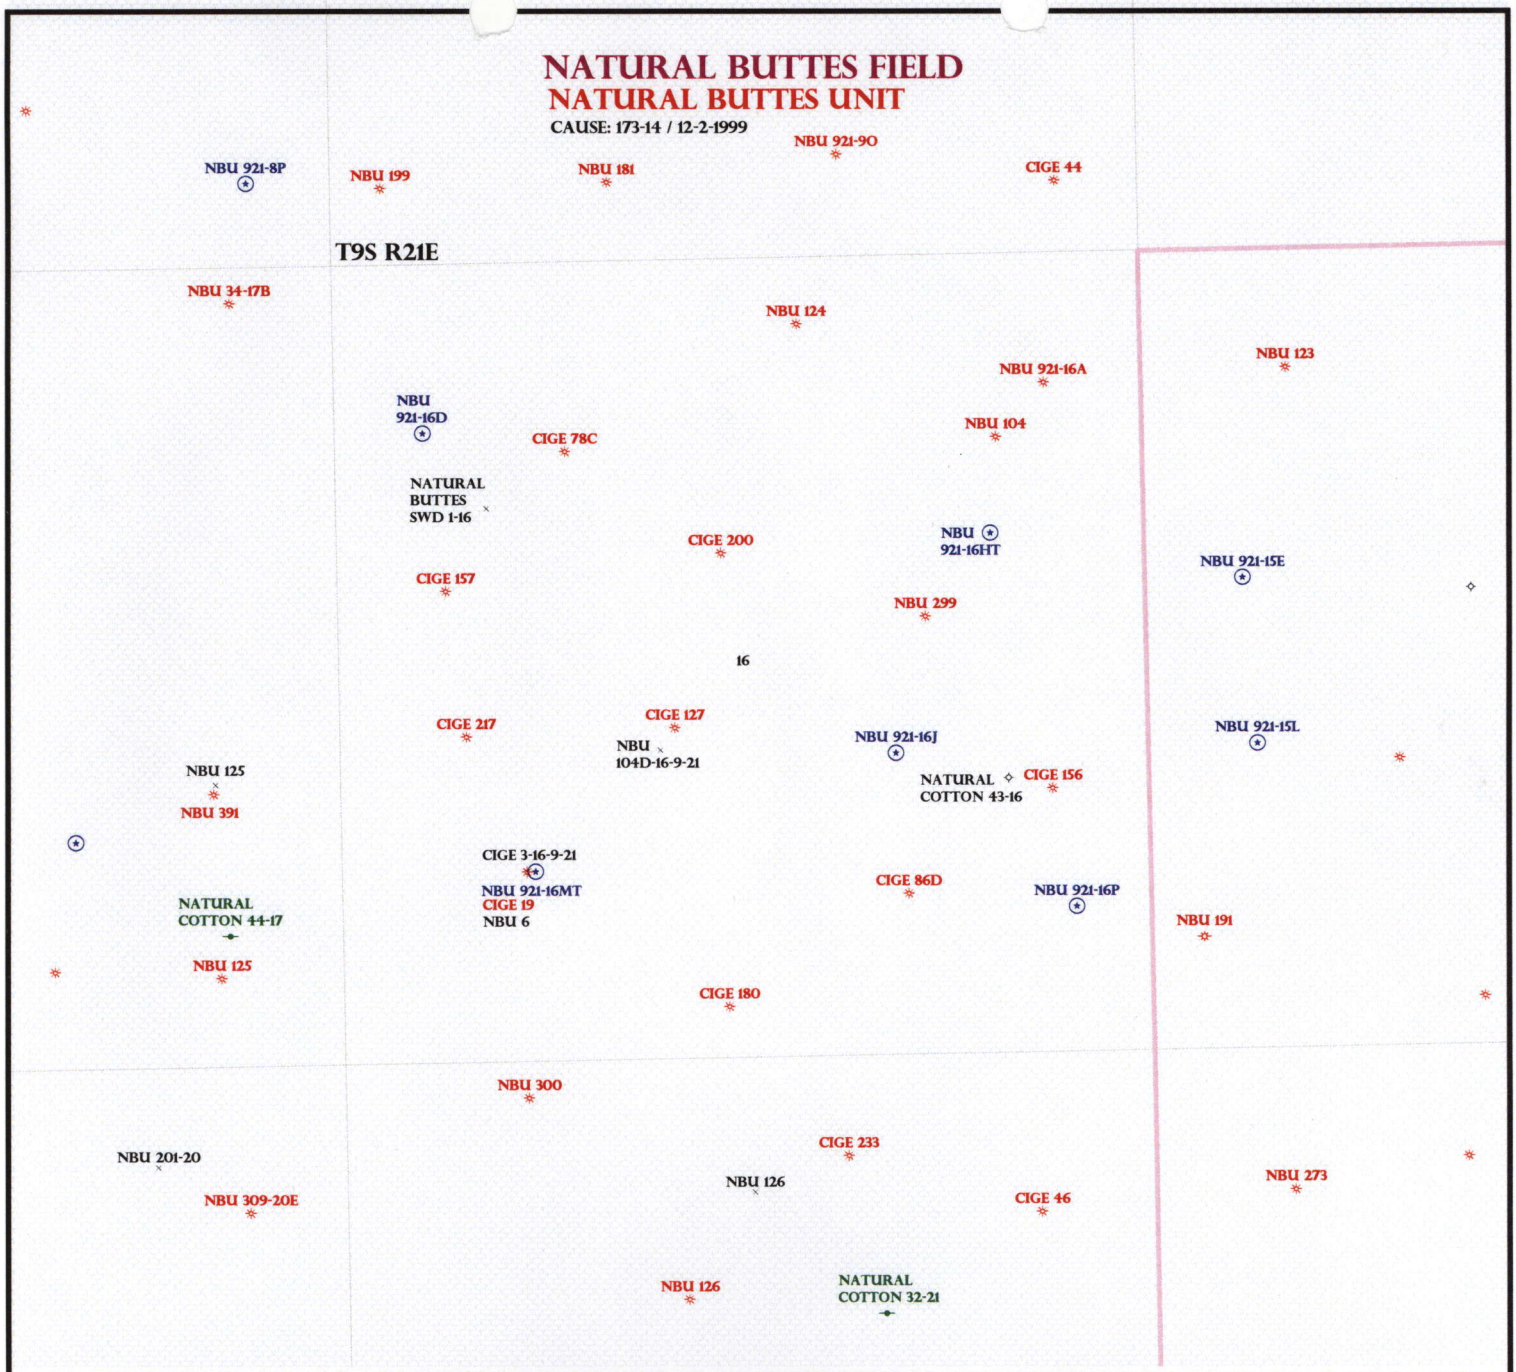 NATURAL BUTTES FIELD
NATURAL BUTTES UNIT
CAUSE: 173-14 / 12-2-1999
NBU 921-9O
NBU 921-8P
NBU 199
NBU 181
CIGE 44
T9S R21E
NBU 34-17B
NBU 124
NBU 123
NBU 921-16A
NBU
921-16D
NBU 104
CIGE 78C
NATURAL
BUTTES
SWD 1-16
NBU
921-16HT
CIGE 200
NBU 921-15E
CIGE 157
NBU 299
16
CIGE 217
CIGE 127
NBU
104D-16-9-21
NBU 921-16J
NBU 921-15L
NBU 125
NBU 391
NATURAL
COTTON 43-16
CIGE 156
CIGE 3-16-9-21
NBU 921-16MT
CIGE 19
NBU 6
CIGE 86D
NBU 921-16P
NATURAL
COTTON 44-17
NBU 191
NBU 125
CIGE 180
NBU 300
CIGE 233
NBU 201-20
NBU 126
NBU 273
NBU 309-20E
CIGE 46
NBU 126
NATURAL
COTTON 32-21